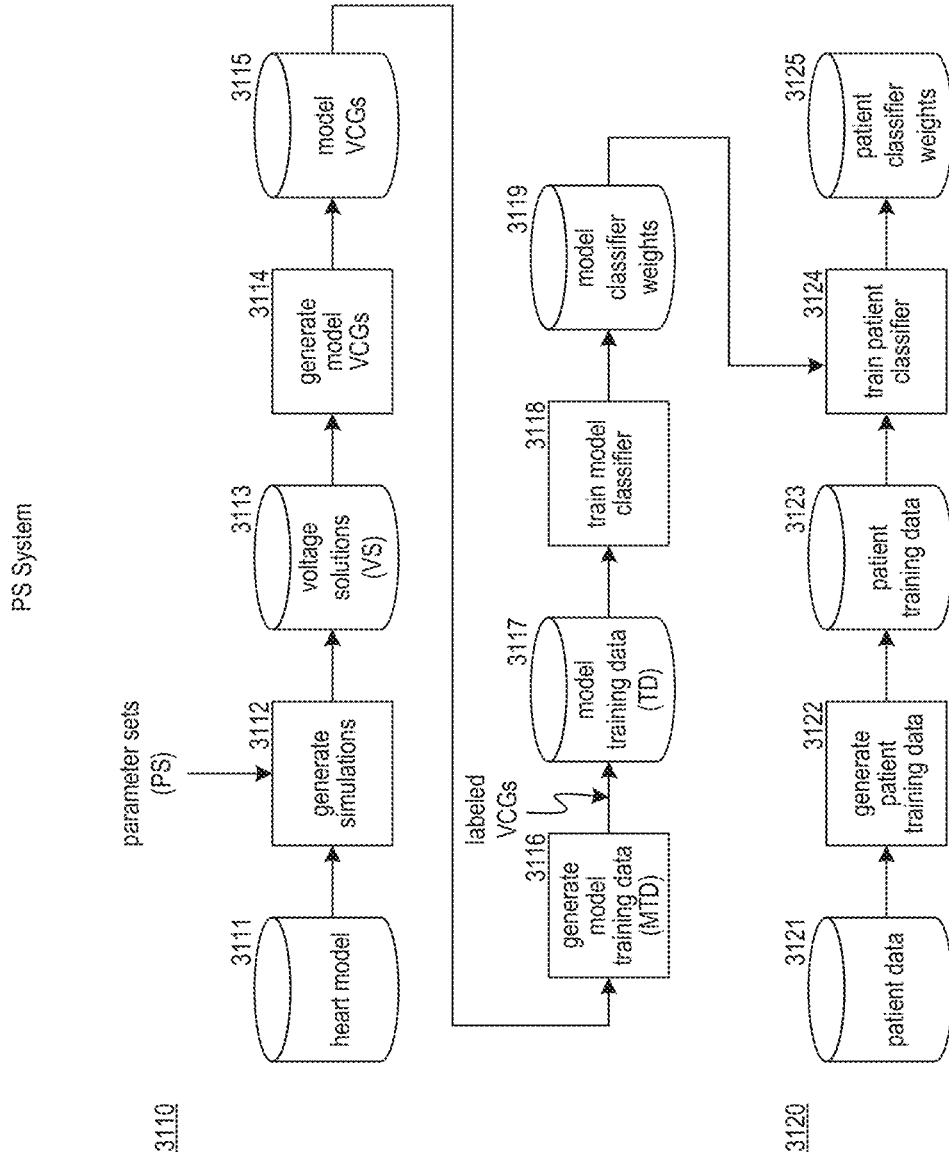 PS System
parameter sets
(PS)
3110
3111
heart model
3112
generate
simulations
3113
voltage
solutions
(VS)
3114
generate
model
VCGs
3115
model
VCGs
3116
generate
model
training data
(MTD)
labeled
VCGs
3117
model
training data
(TD)
3118
train model
classifier
3119
model
classifier
weights
3120
3121
patient data
3122
generate
patient
training data
3123
patient
training data
3124
train patient
classifier
3125
patient
classifier
weights